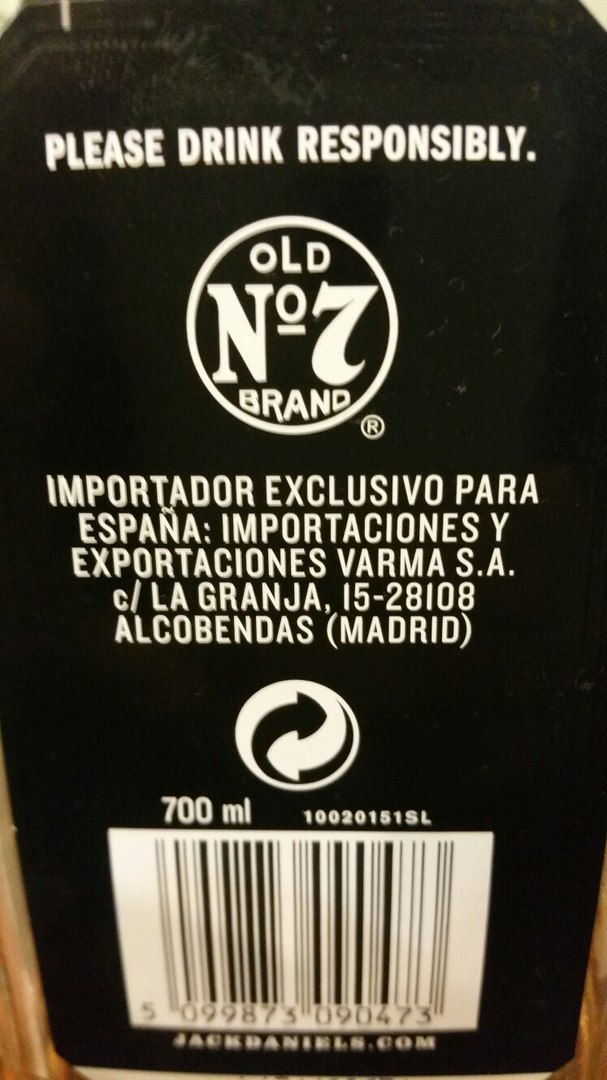 PLEASE DRINK RESPONSIBLY.
OLD
Nº7
BRAND
®
IMPORTADOR EXCLUSIVO PARA
ESPAÑA: IMPORTACIONES Y
EXPORTACIONES VARMA S.A.
c/ LA GRANJA, 15-28108
ALCOBENDAS (MADRID)
700 ml 10020151SL
5 099873 090473
JACKDANIELS.COM